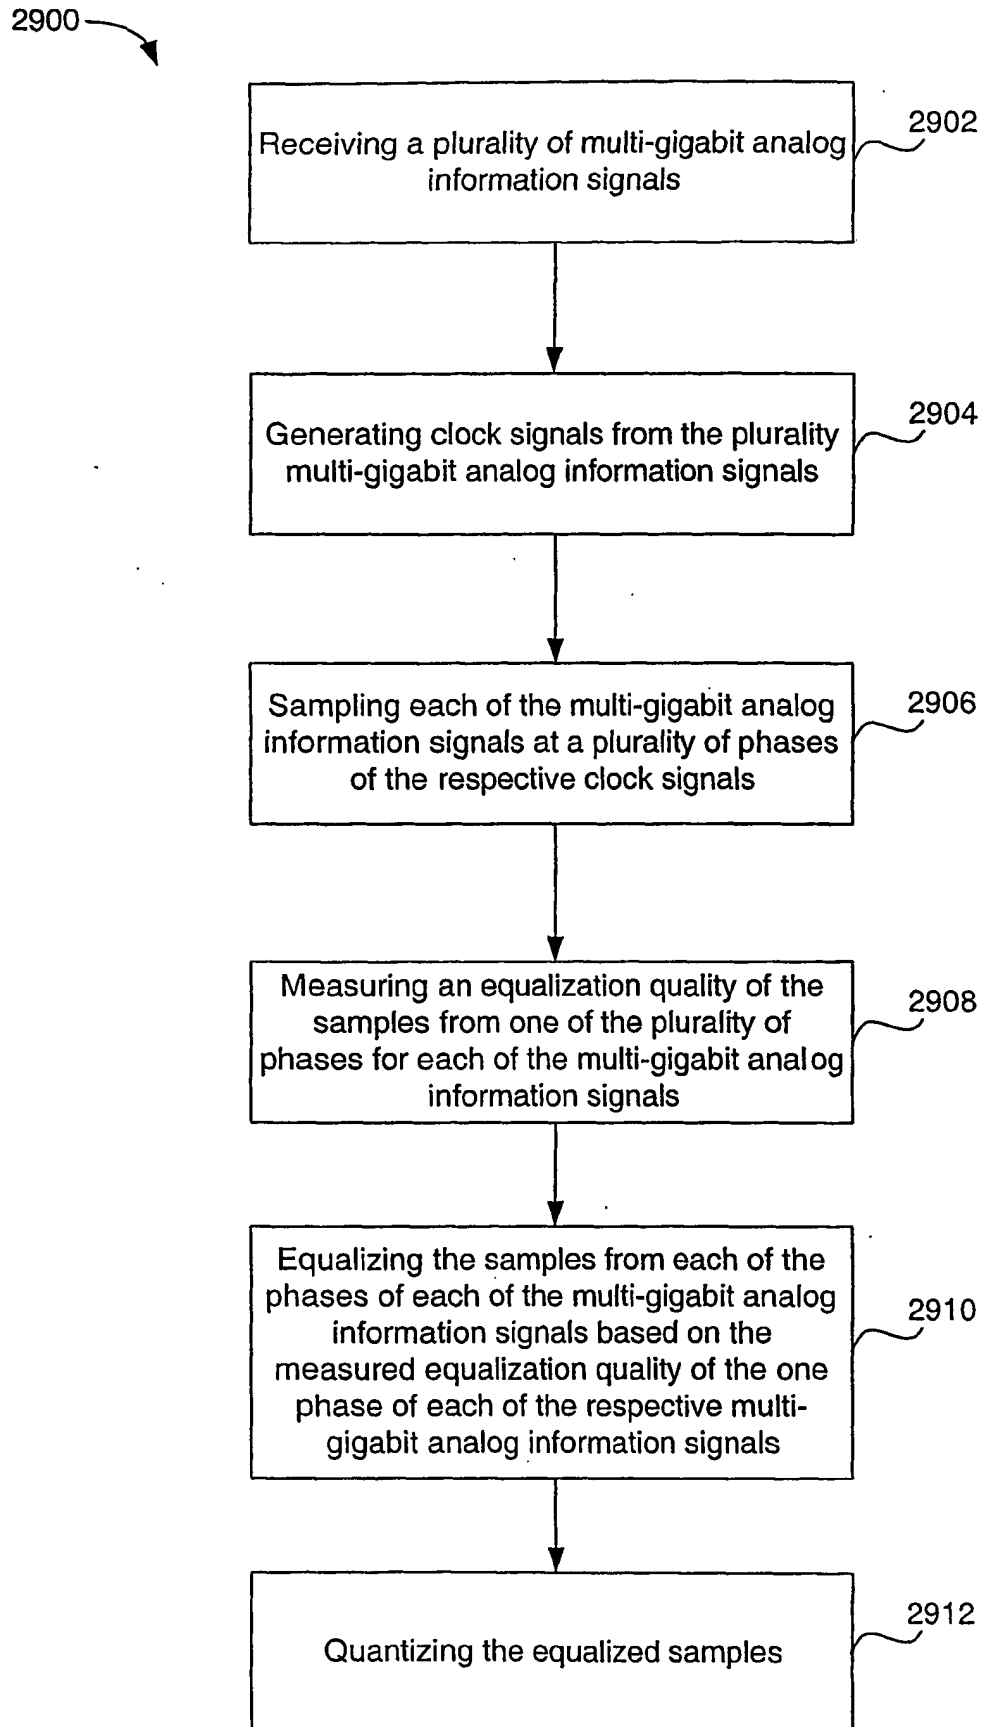 2900
Receiving a plurality of multi-gigabit analog
information signals
2902
Generating clock signals from the plurality
multi-gigabit analog information signals
2904
Sampling each of the multi-gigabit analog
information signals at a plurality of phases
of the respective clock signals
2906
Measuring an equalization quality of the
samples from one of the plurality of
phases for each of the multi-gigabit analog
information signals
2908
Equalizing the samples from each of the
phases of each of the multi-gigabit analog
information signals based on the
measured equalization quality of the one
phase of each of the respective multi-
gigabit analog information signals
2910
Quantizing the equalized samples
2912